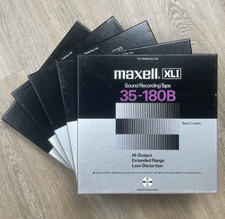 maxell XLI
Sound Recording Tape
35-180B
Back Coated
Hi-Output
Extended Range
Low-Distortion